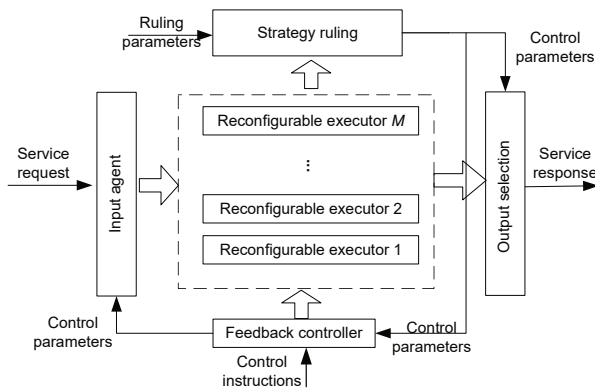 Ruling
parameters
Strategy ruling
Control
parameters
Reconfigurable executor M
Service
request
Input agent
⋮
Output selection
Service
response
Reconfigurable executor 2
Reconfigurable executor 1
Control
parameters
Feedback controller
Control
parameters
Control
instructions